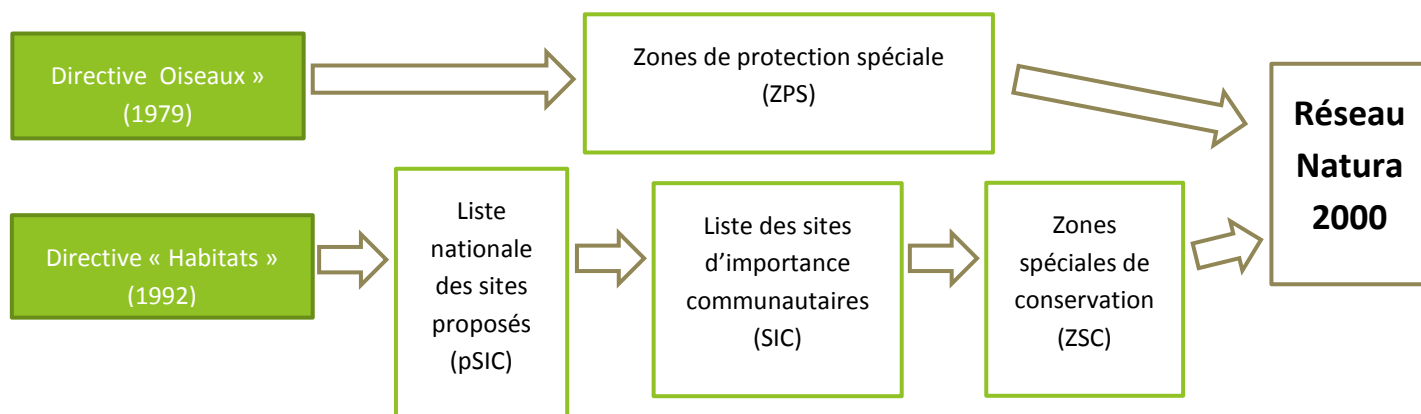 Directive Oiseaux »
(1979)
Zones de protection spéciale
(ZPS)
Réseau
Natura
2000
Directive « Habitats »
(1992)
Liste
nationale
des sites
proposés
(pSIC)
Liste des sites
d’importance
communautaires
(SIC)
Zones
spéciales de
conservation
(ZSC)